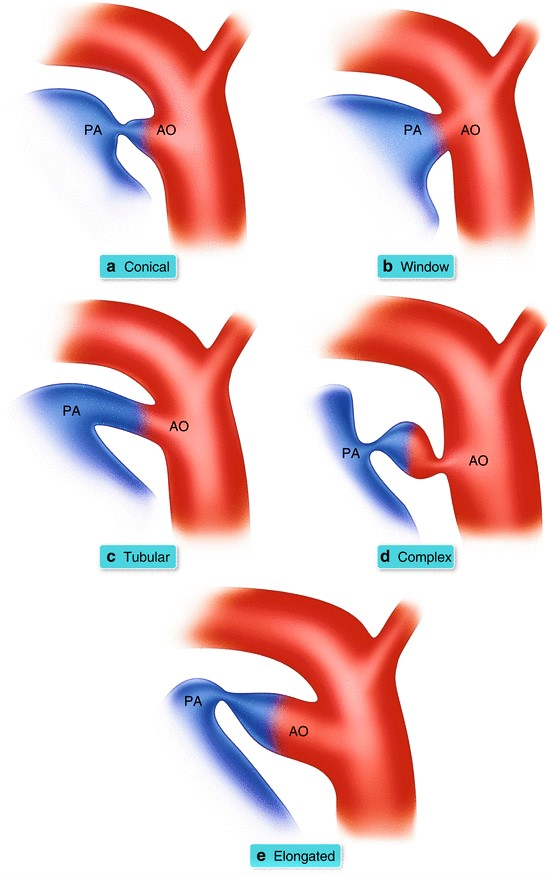 PA AO
PA AO
a Conical
b Window
PA AO
PA AO
c Tubular
d Complex
PA AO
e Elongated